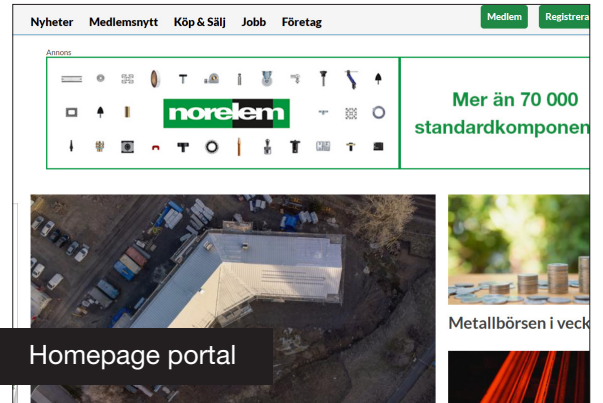 Nyheter Medlemsnytt Köp & Sälj Jobb Företag Medlem Registrera
Annons
norelem
Mer än 70 000
standardkomponen
Metallbörsen i veck
Homepage portal